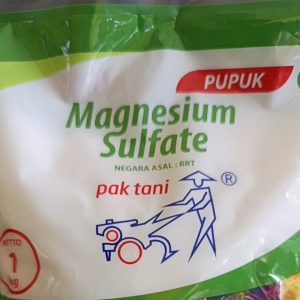 PUPUK
Magnesium
Sulfate
NEGARA ASAL : RRT
pak tani
®
NETTO
1
kg